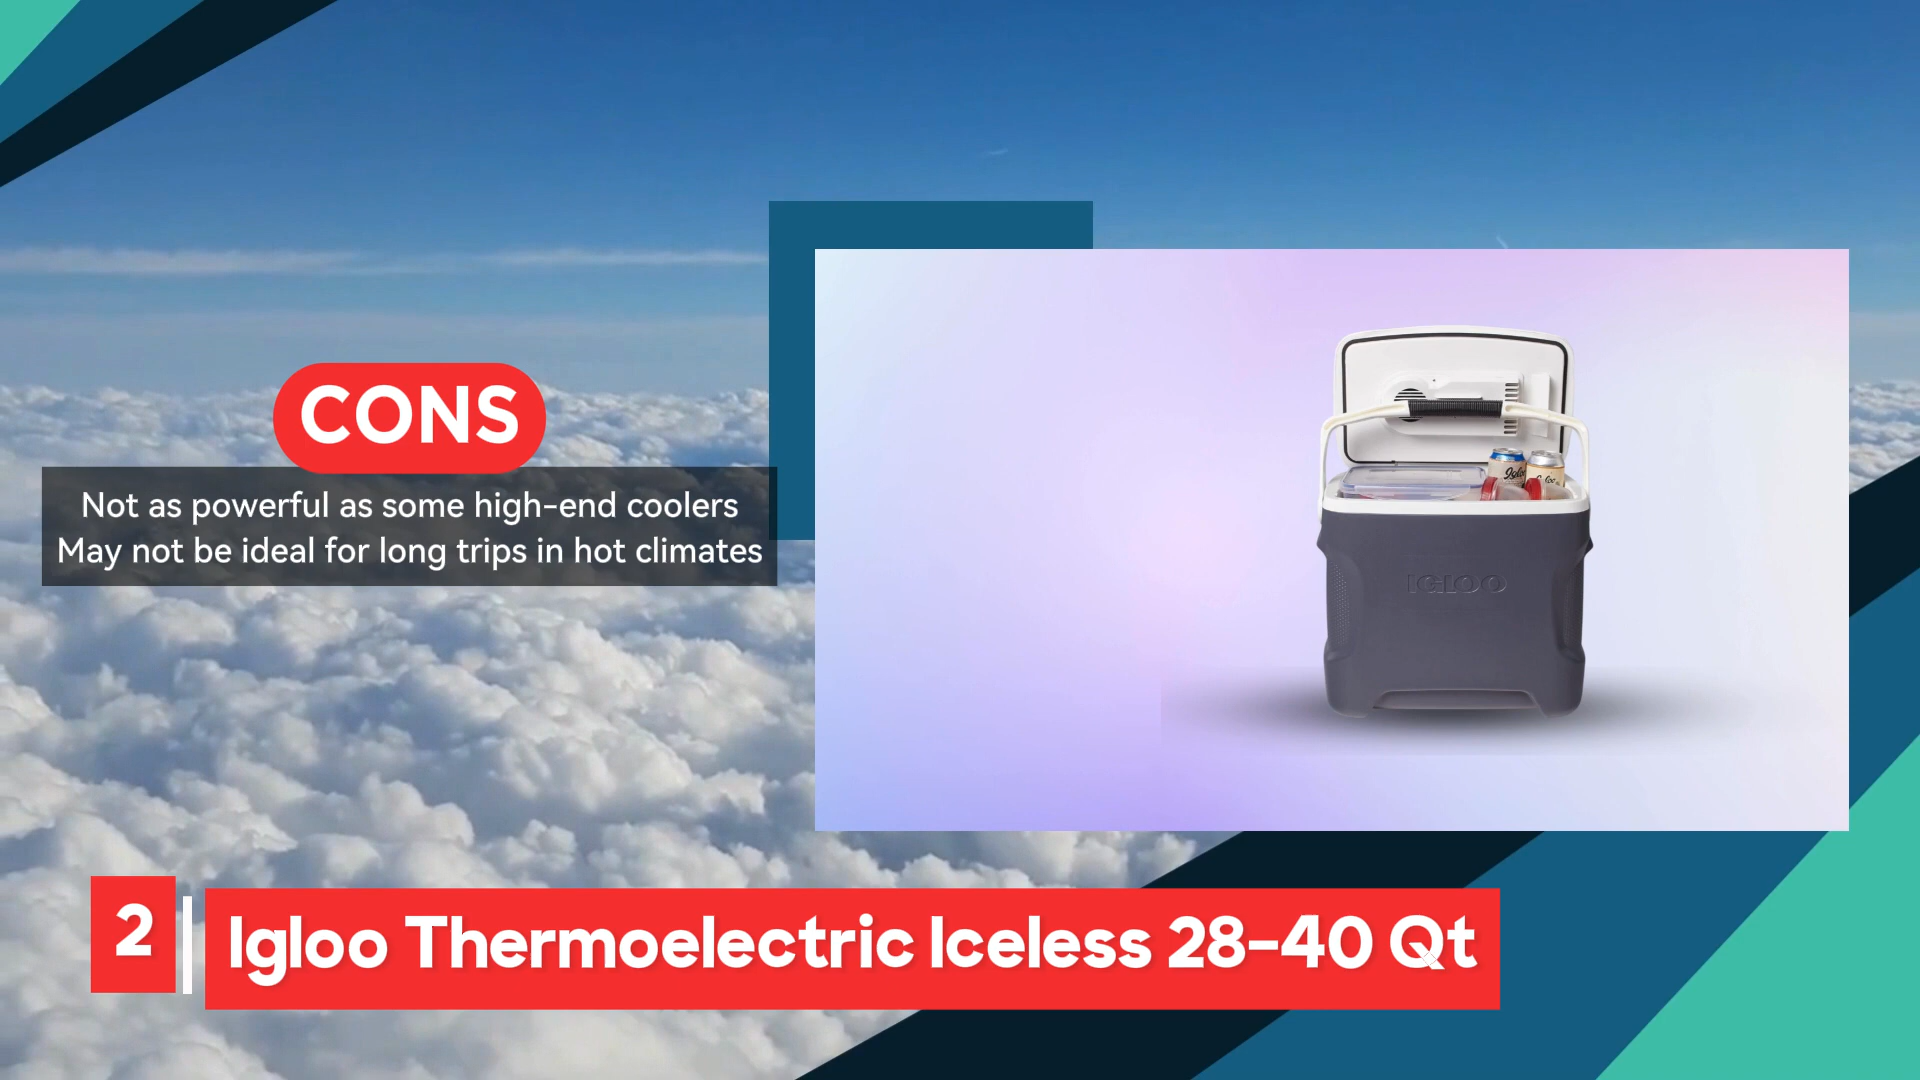 CONS
Not as powerful as some high-end coolers
May not be ideal for long trips in hot climates
IGLOO
2
Igloo Thermoelectric Iceless 28-40 Qt